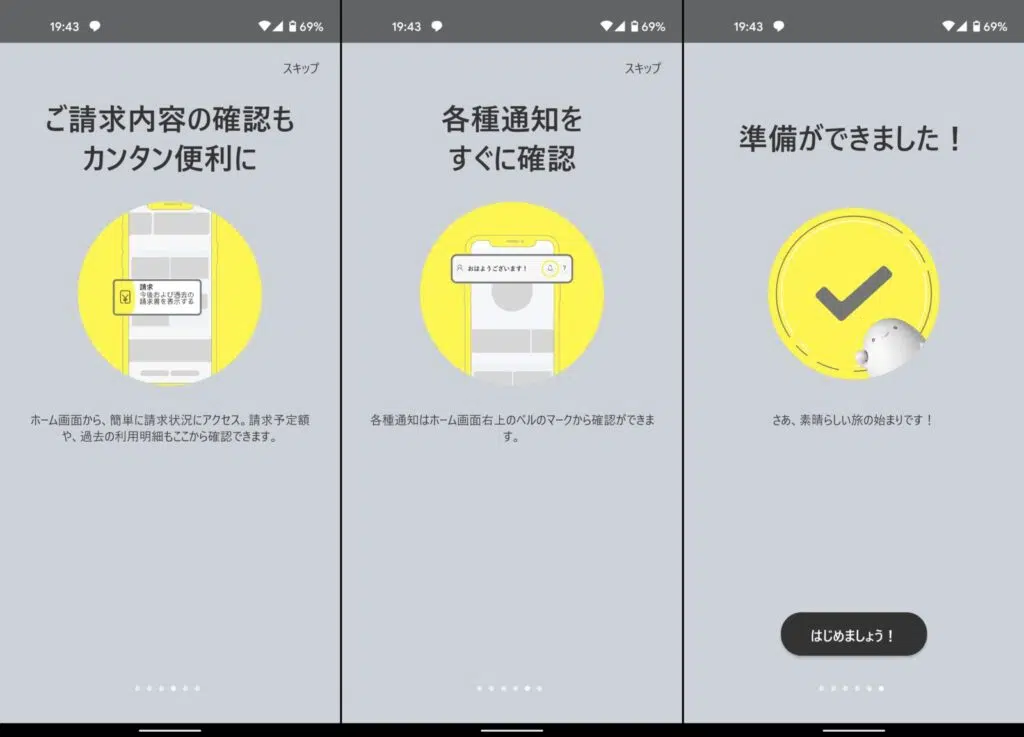 19:43
69%
スキップ
ご請求内容の確認も
カンタン便利に
請求
今後および過去の
請求書を表示する
ホーム画面から、簡単に請求状況にアクセス。請求予定額
や、過去の利用明細もここから確認できます。
19:43
69%
スキップ
各種通知を
すぐに確認
おはようございます！
?
各種通知はホーム画面右上のベルのマークから確認ができま
す。
19:43
69%
準備ができました！
さあ、素晴らしい旅の始まりです！
はじめましょう！